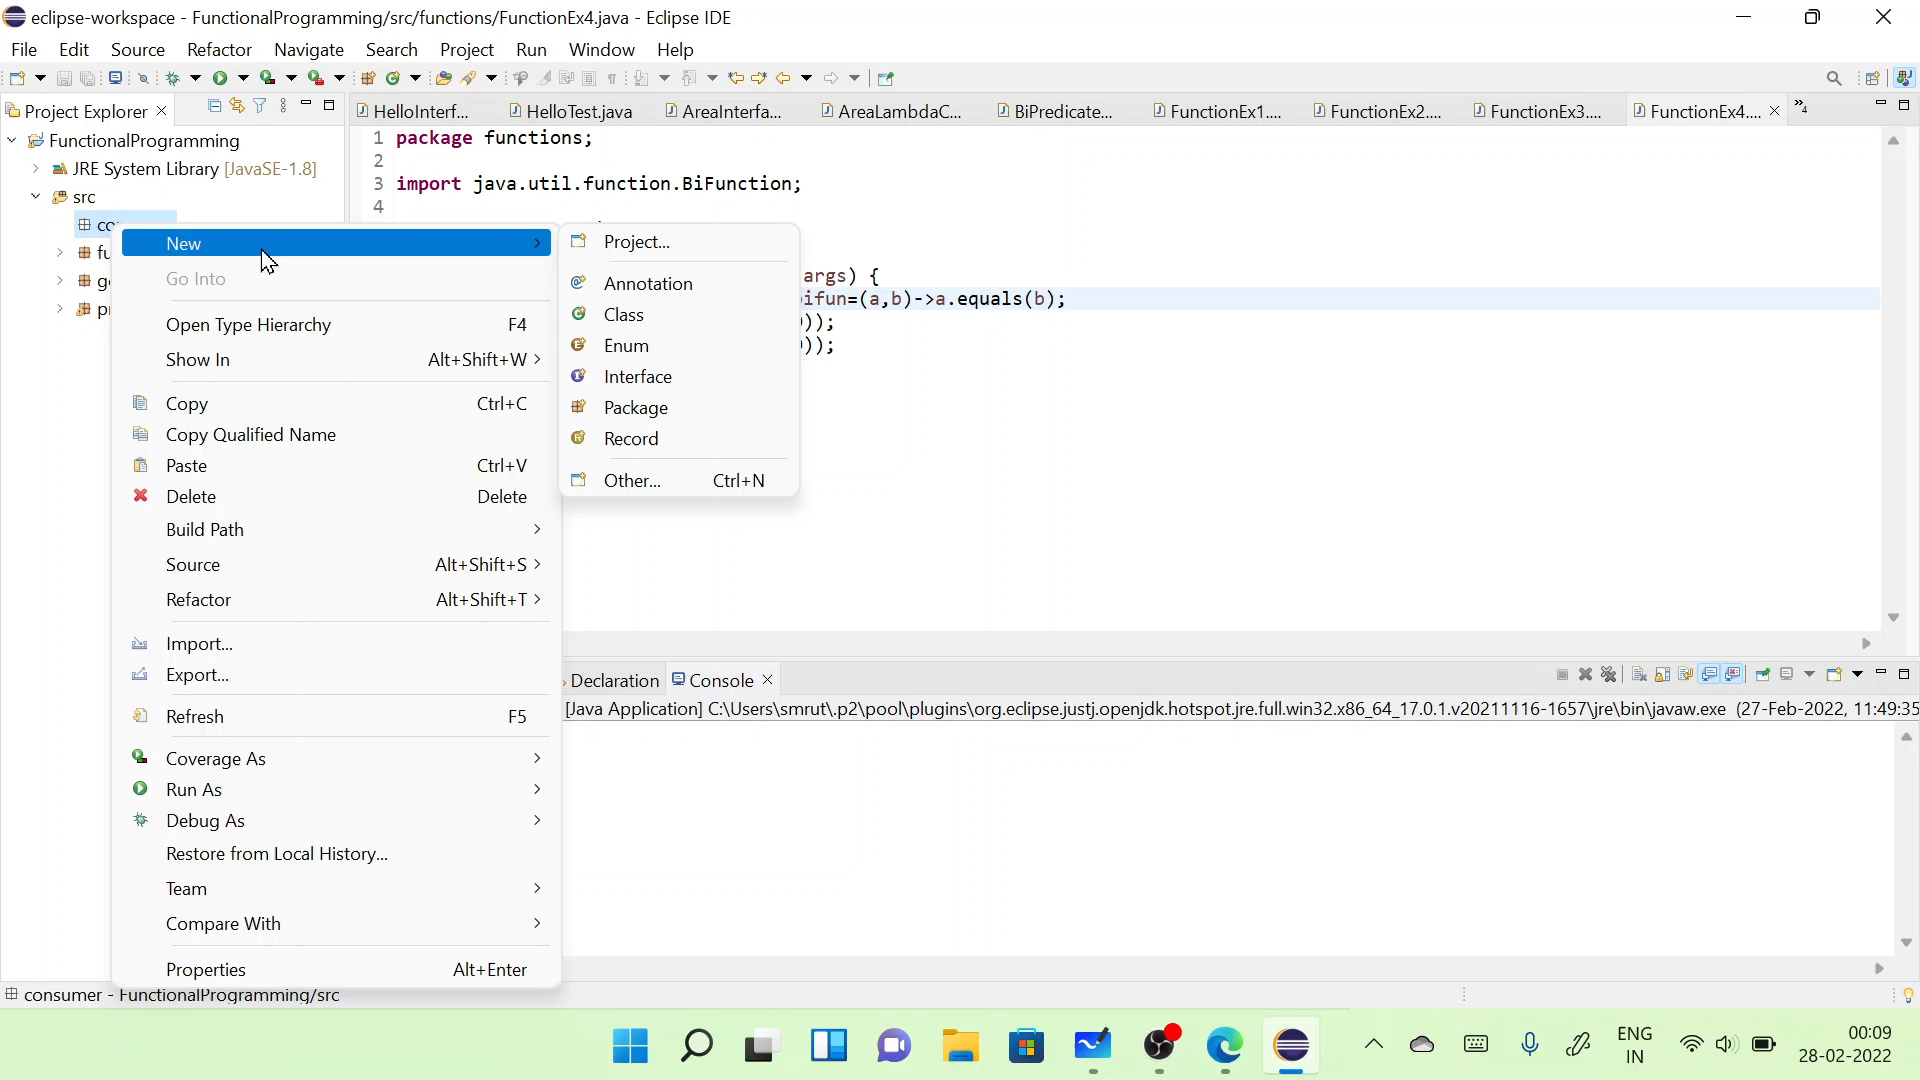 eclipse-workspace - FunctionalProgramming/src/functions/FunctionEx4.java - Eclipse IDE
File Edit Source Refactor Navigate Search Project Run Window Help
Project Explorer
HelloInterf... HelloTest.java AreaInterfa... AreaLambdaC... BiPredicate... FunctionEx1.... FunctionEx2.... FunctionEx3.... FunctionEx4.... »4
FunctionalProgramming
JRE System Library [JavaSE-1.8]
src
1 package functions;
2
3 import java.util.function.BiFunction;
4
args) {
ifun=(a,b)->a.equals(b);
));
));
New
Go Into
Open Type Hierarchy F4
Show In Alt+Shift+W >
Copy Ctrl+C
Copy Qualified Name
Paste Ctrl+V
Delete Delete
Build Path >
Source Alt+Shift+S >
Refactor Alt+Shift+T >
Import...
Export...
Refresh F5
Coverage As >
Run As >
Debug As >
Restore from Local History...
Team >
Compare With >
Properties Alt+Enter
Project...
Annotation
Class
Enum
Interface
Package
Record
Other... Ctrl+N
Declaration Console
[Java Application] C:\Users\smrut\.p2\pool\plugins\org.eclipse.justj.openjdk.hotspot.jre.full.win32.x86_64_17.0.1.v20211116-1657\jre\bin\javaw.exe (27-Feb-2022, 11:49:35
consumer - FunctionalProgramming/src
ENG
IN
00:09
28-02-2022